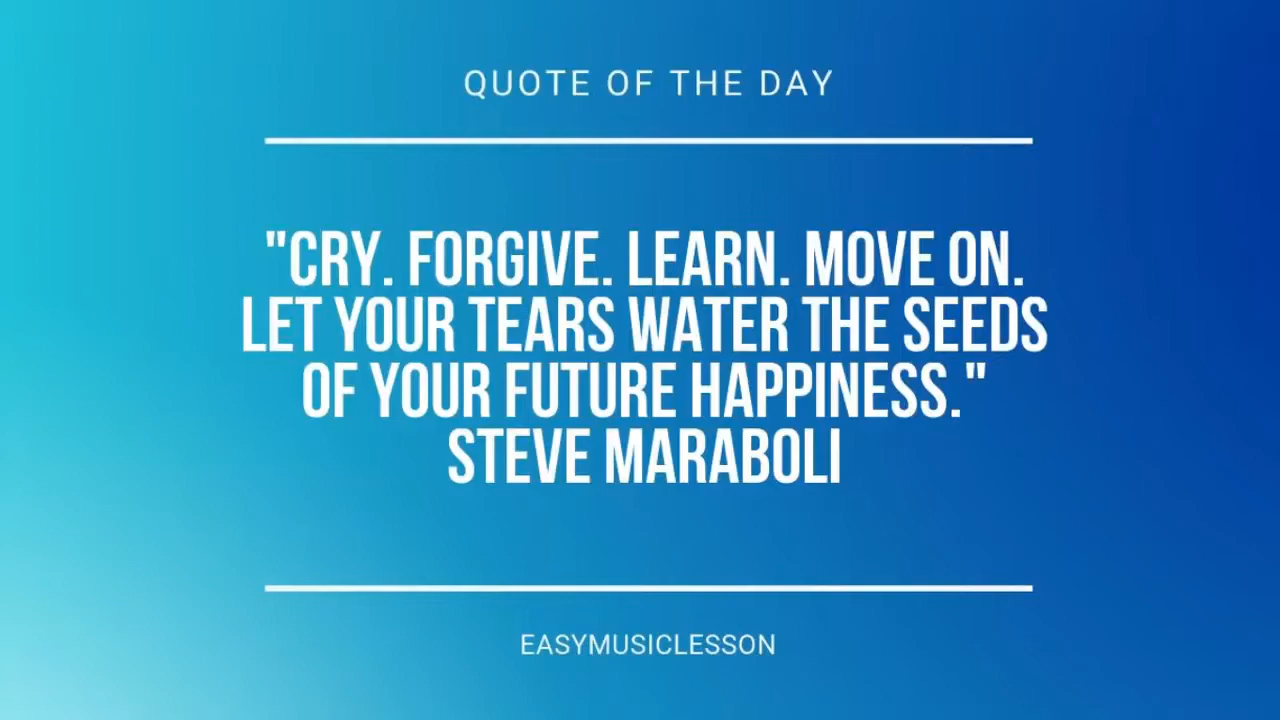 QUOTE OF THE DAY
"CRY. FORGIVE. LEARN. MOVE ON.
LET YOUR TEARS WATER THE SEEDS
OF YOUR FUTURE HAPPINESS."
STEVE MARABOLI
EASYMUSICLESSON